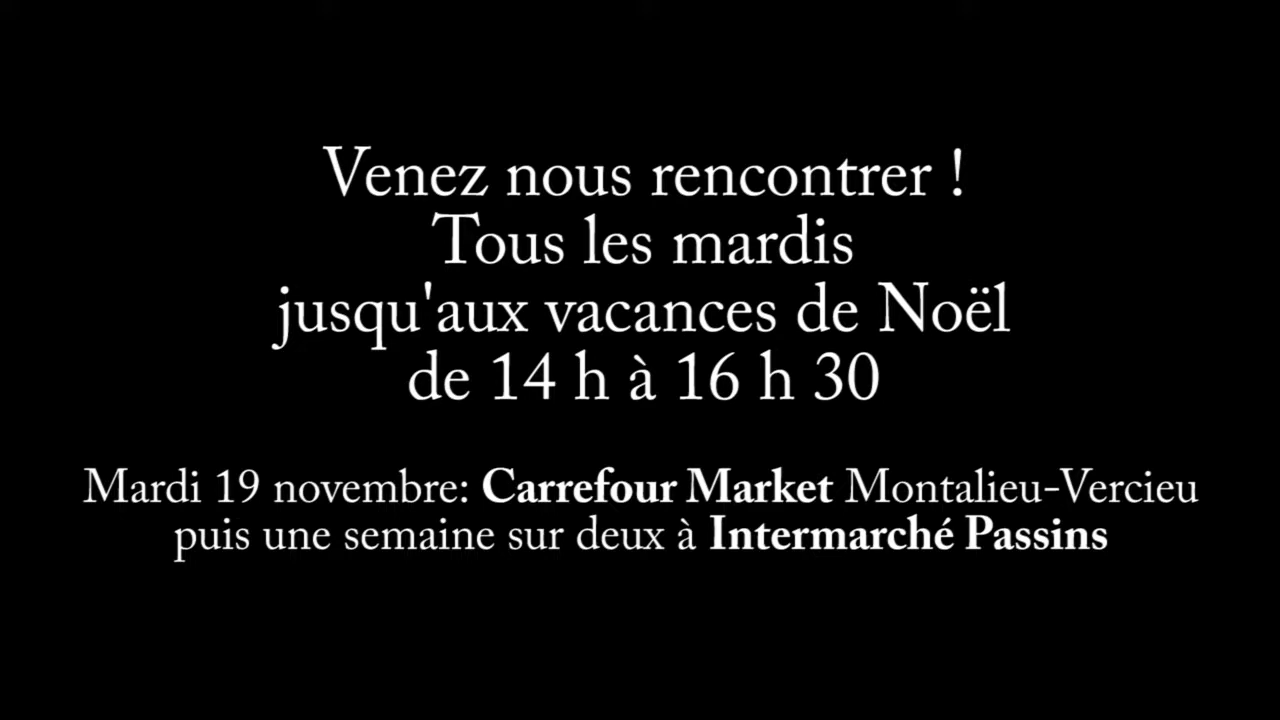 Venez nous rencontrer !
Tous les mardis
jusqu'aux vacances de Noël
de 14 h à 16 h 30
Mardi 19 novembre: Carrefour Market Montalieu-Vercieu
puis une semaine sur deux à Intermarché Passins